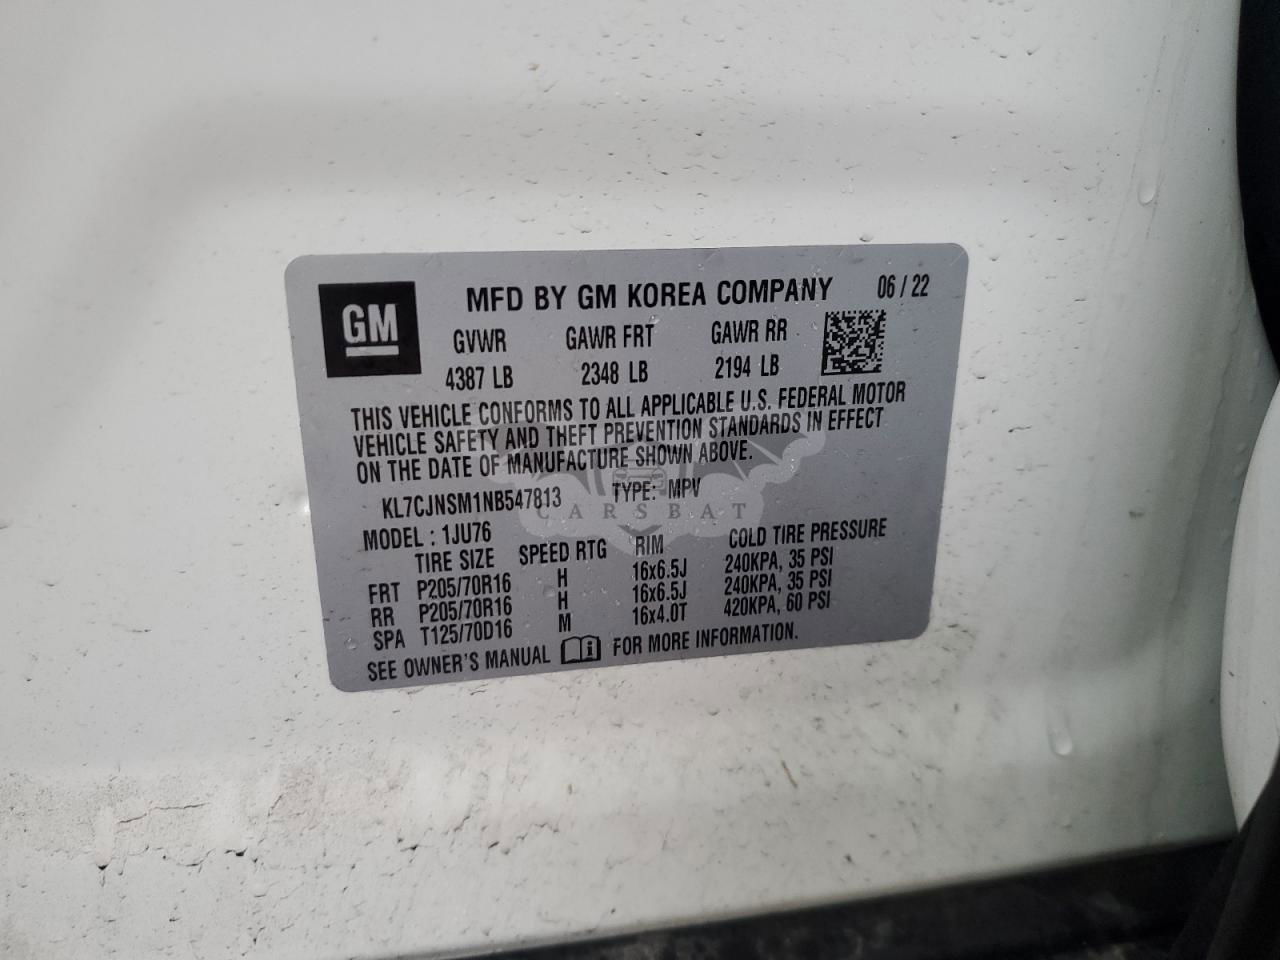 GM
MFD BY GM KOREA COMPANY 06 / 22
GVWR GAWR FRT GAWR RR
4387 LB 2348 LB 2194 LB
THIS VEHICLE CONFORMS TO ALL APPLICABLE U.S. FEDERAL MOTOR
VEHICLE SAFETY AND THEFT PREVENTION STANDARDS IN EFFECT
ON THE DATE OF MANUFACTURE SHOWN ABOVE.
KL7CJNSM1NB547813 TYPE: MPV
CARSBAT
MODEL : 1JU76
TIRE SIZE SPEED RTG RIM COLD TIRE PRESSURE
FRT P205/70R16 H 16x6.5J 240KPA, 35 PSI
RR P205/70R16 H 16x6.5J 240KPA, 35 PSI
SPA T125/70D16 M 16x4.0T 420KPA, 60 PSI
SEE OWNER'S MANUAL FOR MORE INFORMATION.